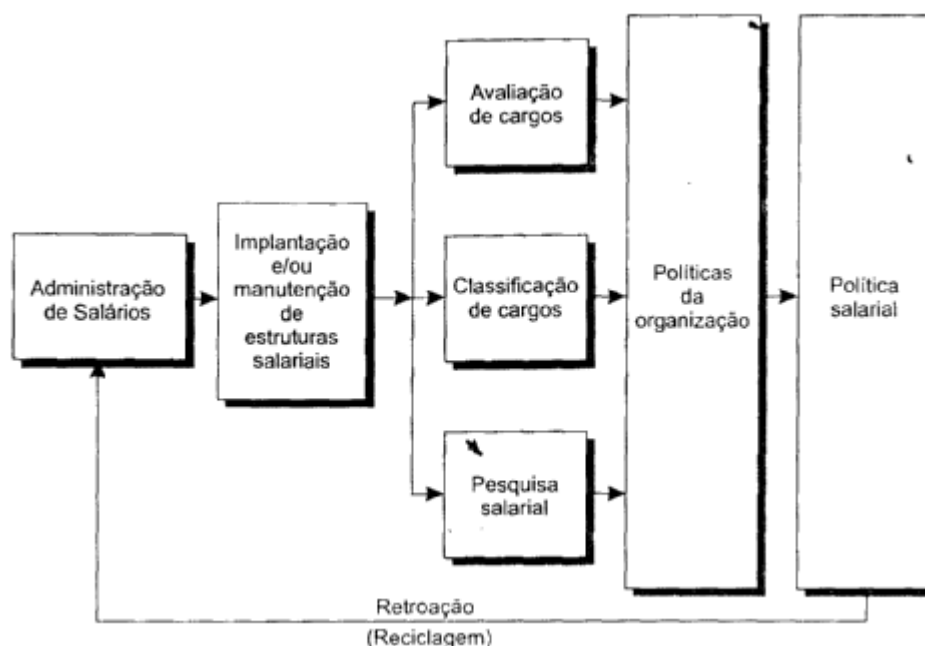 Administração
de Salários
Implantação
e/ou
manutenção
de
estruturas
salariais
Avaliação
de cargos
Classificação
de cargos
Pesquisa
salarial
Políticas
da
organização
Política
salarial
Retroação
(Reciclagem)